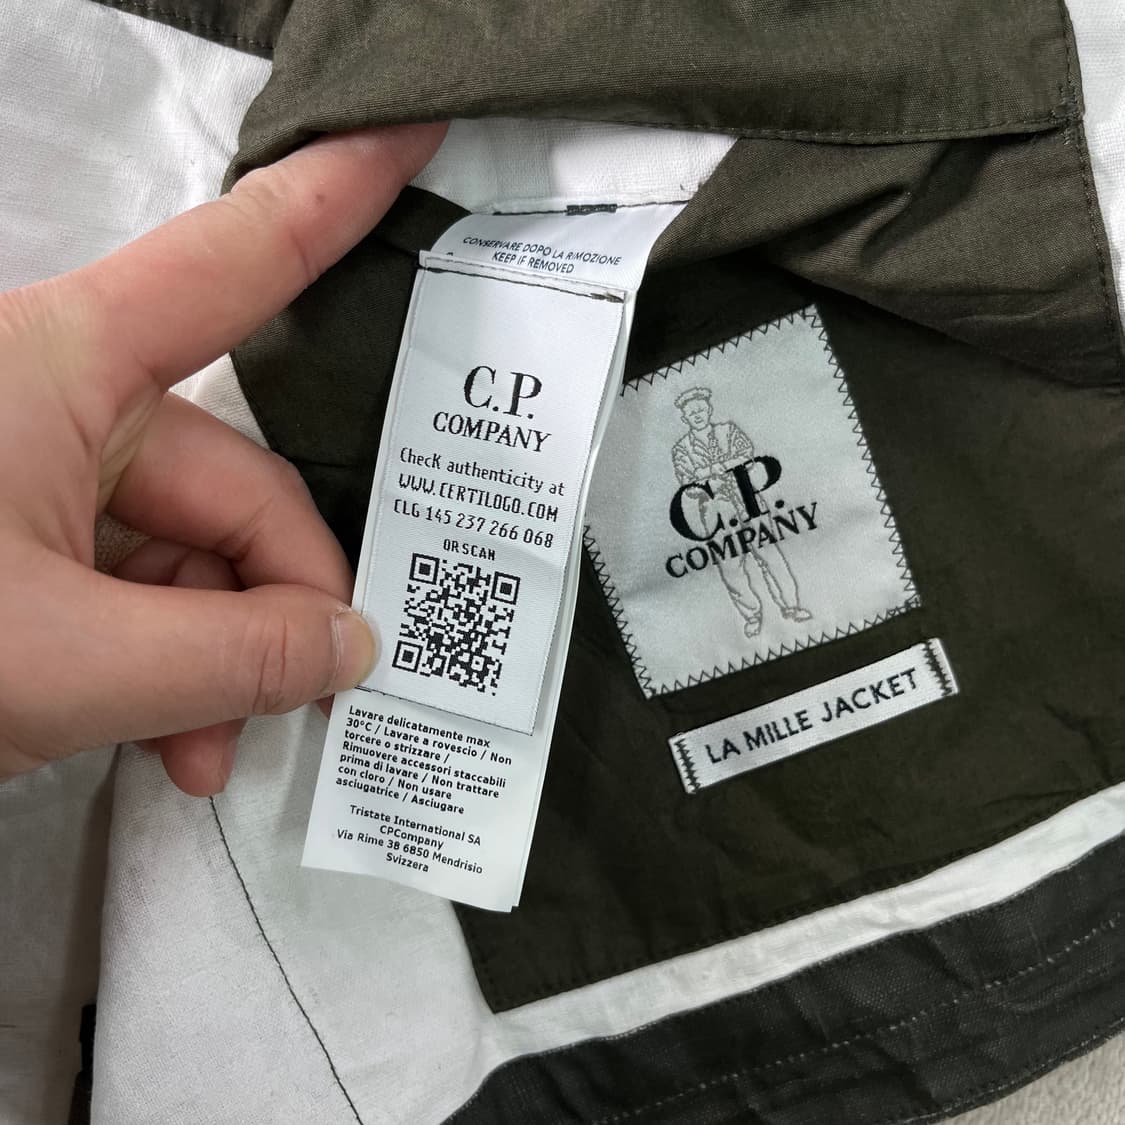 CONSERVARE DOPO LA RIMOZIONE
KEEP IF REMOVED
C.P.
COMPANY
Check authenticity at
WWW.CERTILOGO.COM
CLG 145 237 266 068
QR SCAN
Lavare delicatamente max
30°C / Lavare a rovescio / Non
torcere o strizzare /
Rimuovere accessori staccabili
prima di lavare / Non trattare
con cloro / Non usare
asciugatrice / Asciugare
Tristate International SA
CPCompany
Via Rime 38 6850 Mendrisio
Svizzera
C.P.
COMPANY
LA MILLE JACKET